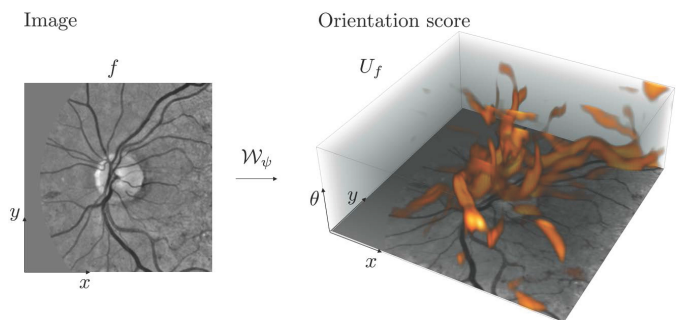 Image
Orientation score
f
U_f
𝒲_ψ
y
x
θ
y
x